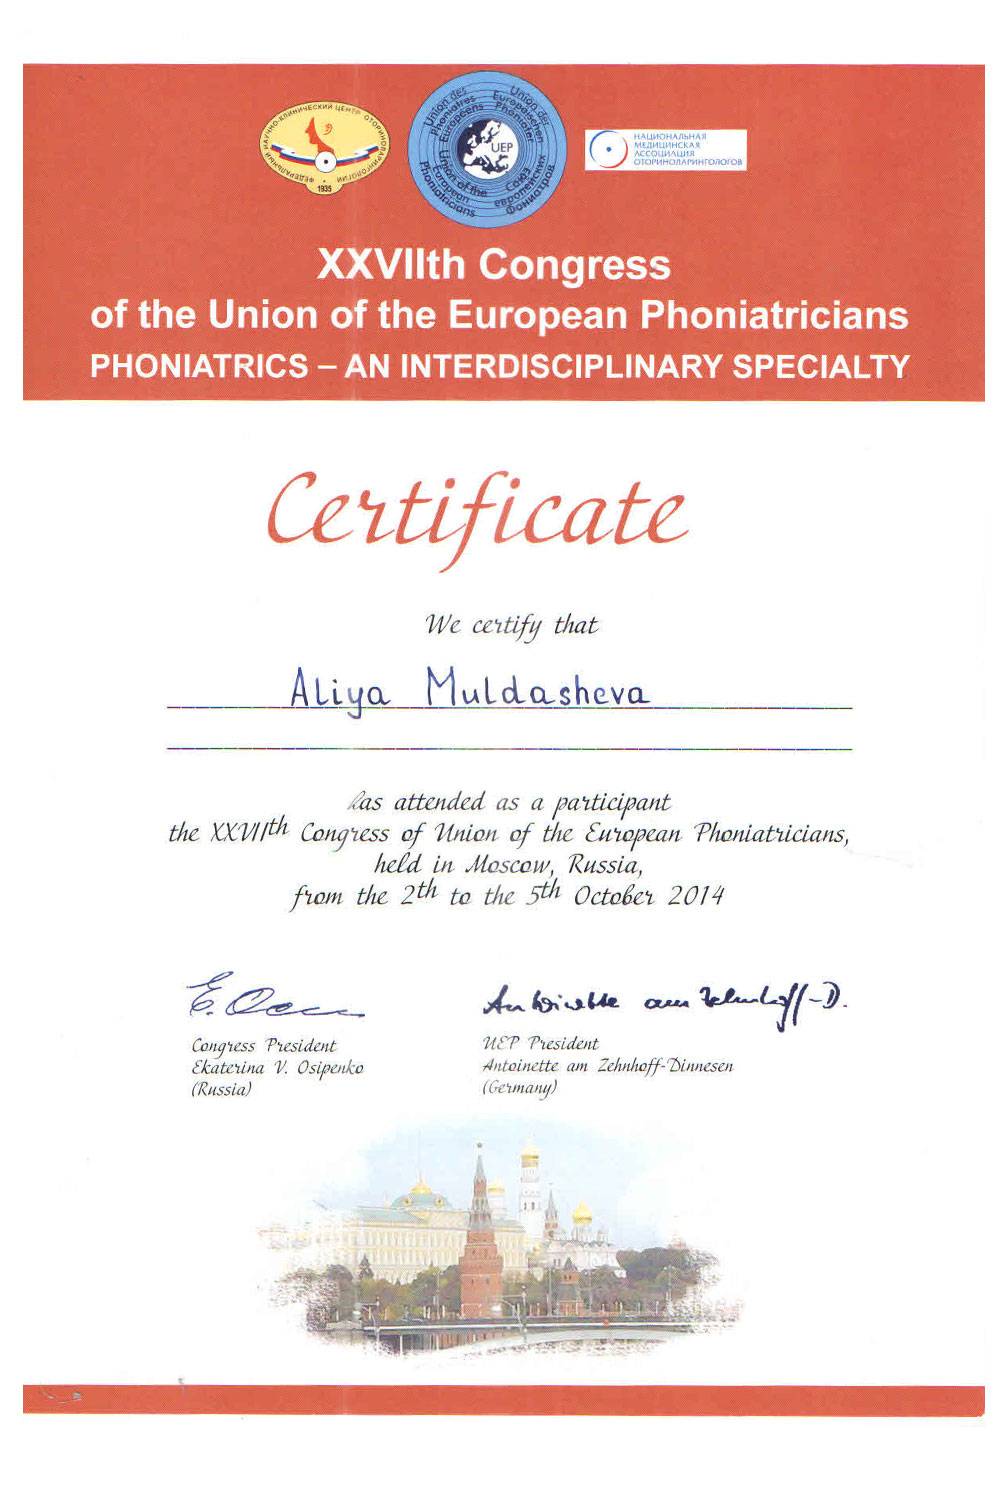 ФЕДЕРАЛЬНЫЙ НАУЧНО-КЛИНИЧЕСКИЙ ЦЕНТР ОТОРИНОЛАРИНГОЛОГИИ
1935
Union des
Phoniatres
Européens
Union der
Europäischen
Phoniater
UEP
Union of the
European
Phoniatricians
Союз
европейских
Фониатров
НАЦИОНАЛЬНАЯ
МЕДИЦИНСКАЯ
АССОЦИАЦИЯ
ОТОРИНОЛАРИНГОЛОГОВ
XXVIIth Congress
of the Union of the European Phoniatricians
PHONIATRICS – AN INTERDISCIPLINARY SPECIALTY
Certificate
We certify that
Aliya Muldasheva
has attended as a participant
the XXVIIth Congress of Union of the European Phoniatricians,
held in Moscow, Russia,
from the 2th to the 5th October 2014
Antoinette am Zehnhoff-D.
Congress President
Ekaterina V. Osipenko
(Russia)
UEP President
Antoinette am Zehnhoff-Dinnesen
(Germany)